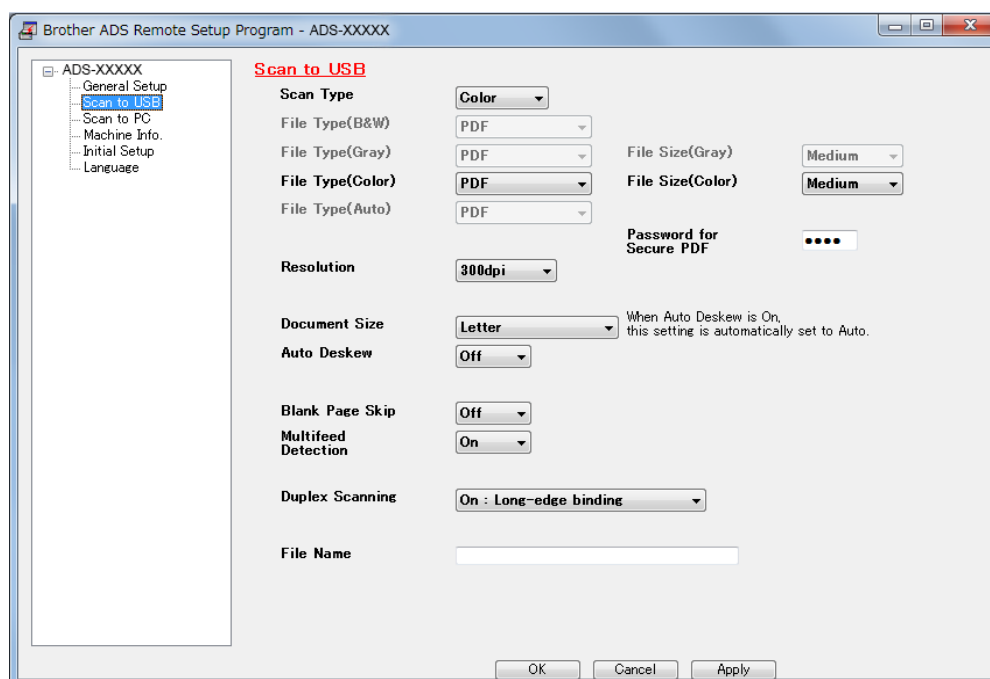 Brother ADS Remote Setup Program - ADS-XXXXX
ADS-XXXXX
General Setup
Scan to USB
Scan to PC
Machine Info.
Initial Setup
Language
Scan to USB
Scan Type
Color
File Type(B&W)
PDF
File Type(Gray)
PDF
File Size(Gray)
Medium
File Type(Color)
PDF
File Size(Color)
Medium
File Type(Auto)
PDF
Password for
Secure PDF
••••
Resolution
300dpi
Document Size
Letter
When Auto Deskew is On,
this setting is automatically set to Auto.
Auto Deskew
Off
Blank Page Skip
Off
Multifeed
Detection
On
Duplex Scanning
On : Long-edge binding
File Name
OK
Cancel
Apply